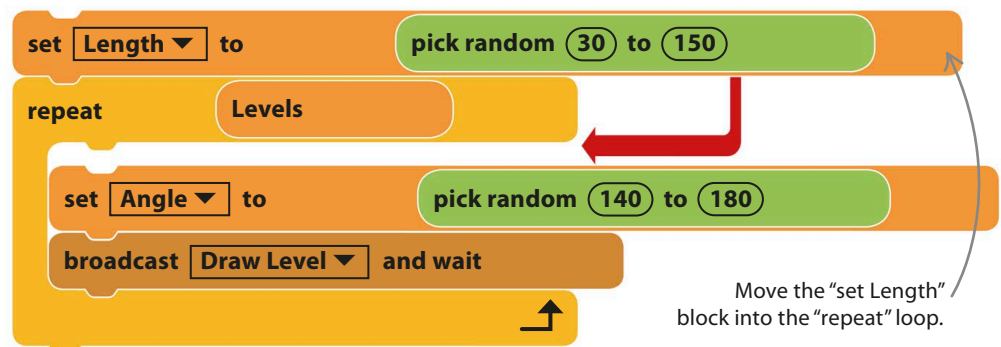 set Length to pick random 30 to 150
repeat Levels
set Angle to pick random 140 to 180
broadcast Draw Level and wait
Move the “set Length”
block into the “repeat” loop.